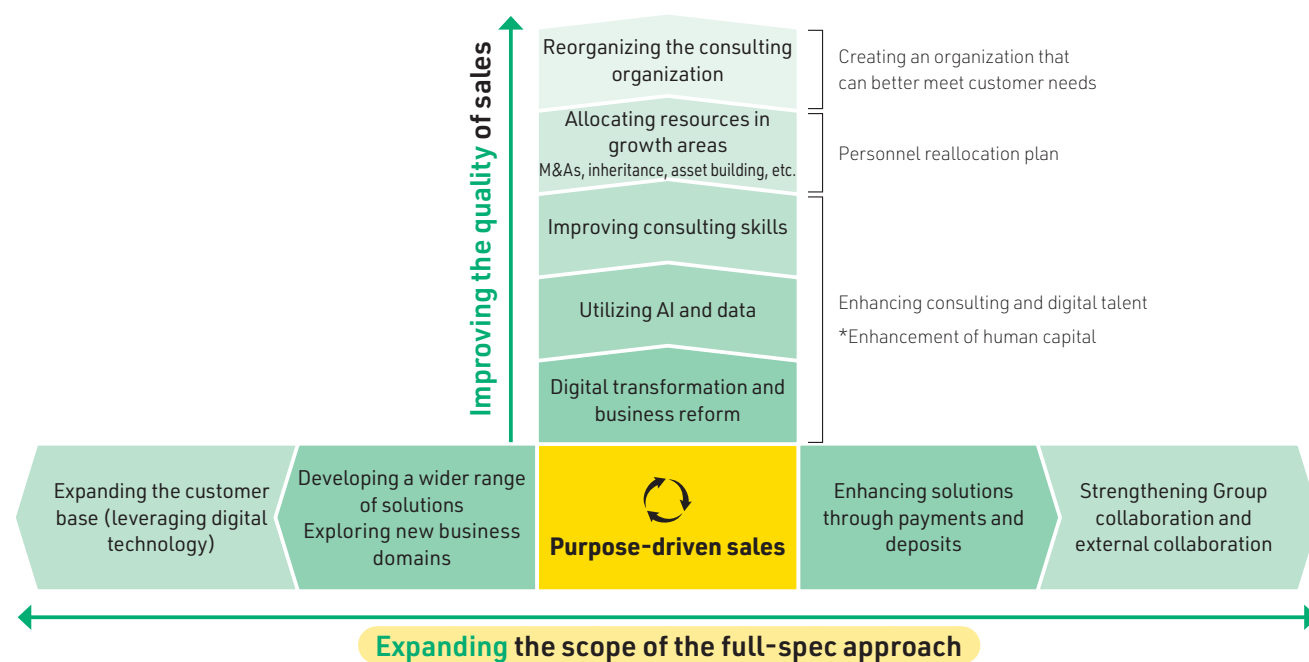 Improving the quality of sales
Reorganizing the consulting
organization
Creating an organization that
can better meet customer needs
Allocating resources in
growth areas
M&As, inheritance, asset building, etc.
Personnel reallocation plan
Improving consulting skills
Utilizing AI and data
Digital transformation and
business reform
Enhancing consulting and digital talent
*Enhancement of human capital
Expanding the customer
base (leveraging digital
technology)
Developing a wider range
of solutions
Exploring new business
domains
Purpose-driven sales
Enhancing solutions
through payments and
deposits
Strengthening Group
collaboration and
external collaboration
Expanding the scope of the full-spec approach